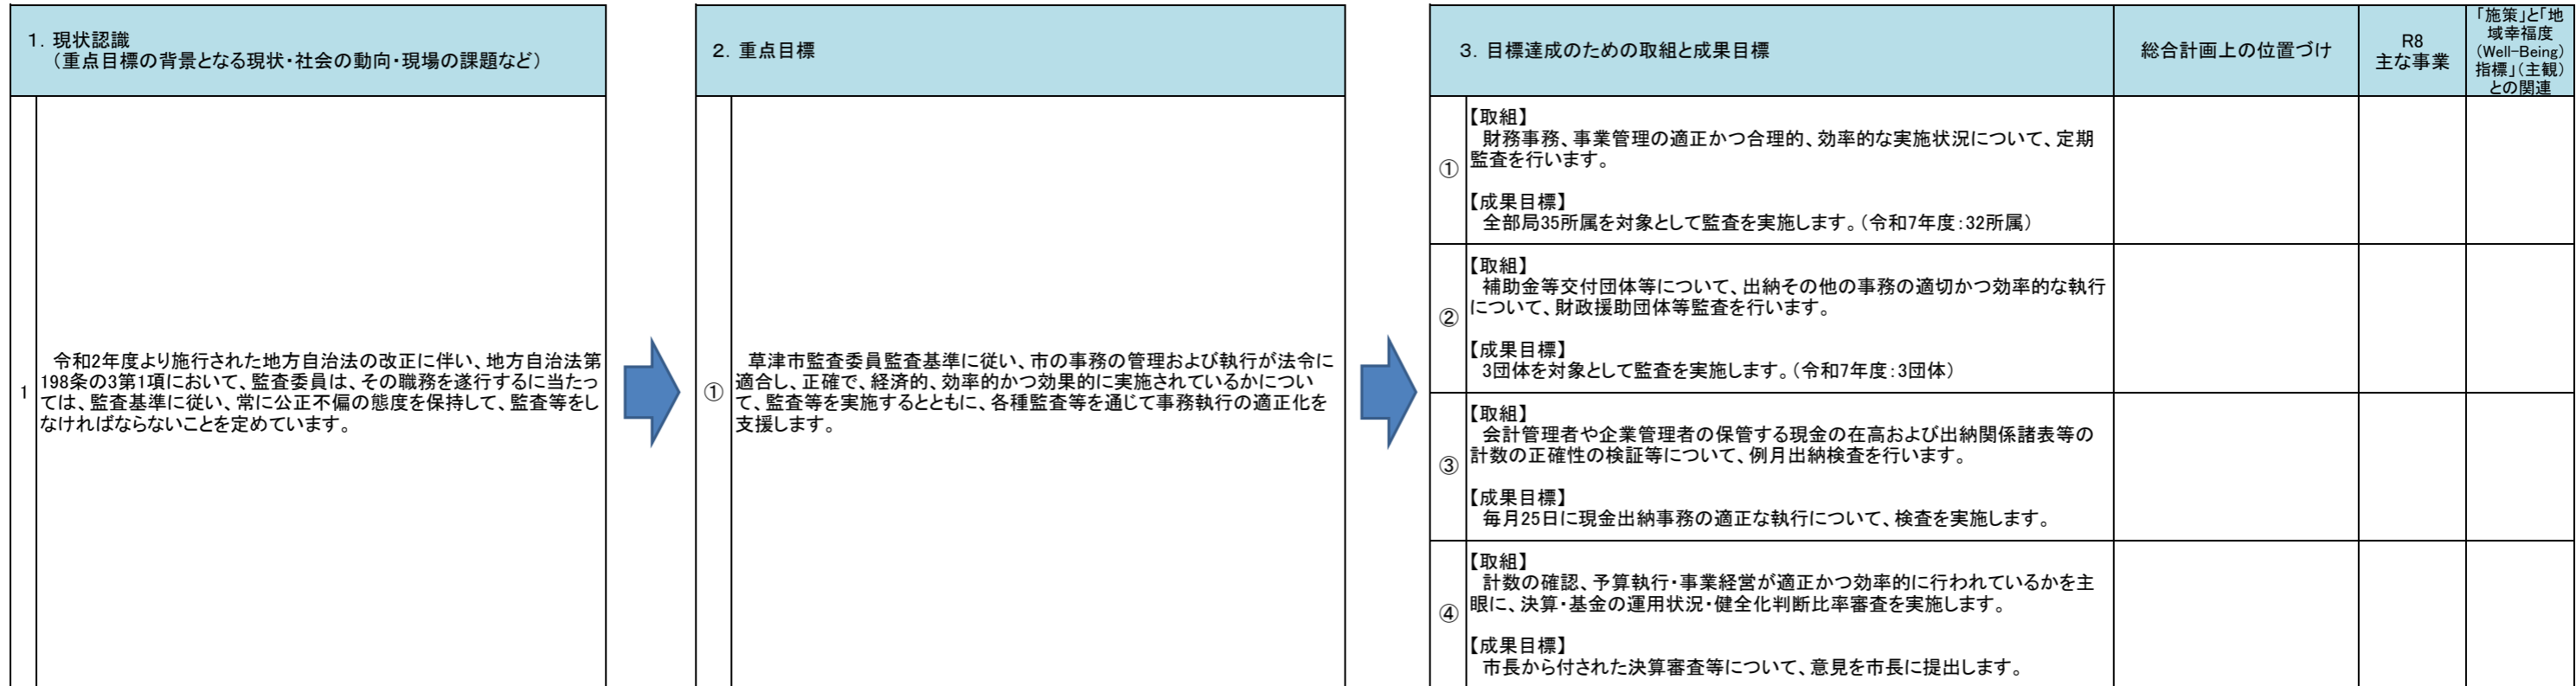 1．現状認識
（重点目標の背景となる現状・社会の動向・現場の課題など）
1
令和2年度より施行された地方自治法の改正に伴い、地方自治法第
198条の3第1項において、監査委員は、その職務を遂行するに当たっ
ては、監査基準に従い、常に公正不偏の態度を保持して、監査等をし
なければならないことを定めています。
2．重点目標
①
草津市監査委員監査基準に従い、市の事務の管理および執行が法令に
適合し、正確で、経済的、効率的かつ効果的に実施されているかについ
て、監査等を実施するとともに、各種監査等を通じて事務執行の適正化を
支援します。
3．目標達成のための取組と成果目標
総合計画上の位置づけ
R8
主な事業
「施策」と「地
域幸福度
（Well-Being）
指標」（主観）
との関連
①
【取組】
財務事務、事業管理の適正かつ合理的、効率的な実施状況について、定期
監査を行います。
【成果目標】
全部局35所属を対象として監査を実施します。（令和7年度：32所属）
②
【取組】
補助金等交付団体等について、出納その他の事務の適切かつ効率的な執行
について、財政援助団体等監査を行います。
【成果目標】
3団体を対象として監査を実施します。（令和7年度：3団体）
③
【取組】
会計管理者や企業管理者の保管する現金の在高および出納関係諸表等の
計数の正確性の検証等について、例月出納検査を行います。
【成果目標】
毎月25日に現金出納事務の適正な執行について、検査を実施します。
④
【取組】
計数の確認、予算執行・事業経営が適正かつ効率的に行われているかを主
眼に、決算・基金の運用状況・健全化判断比率審査を実施します。
【成果目標】
市長から付された決算審査等について、意見を市長に提出します。